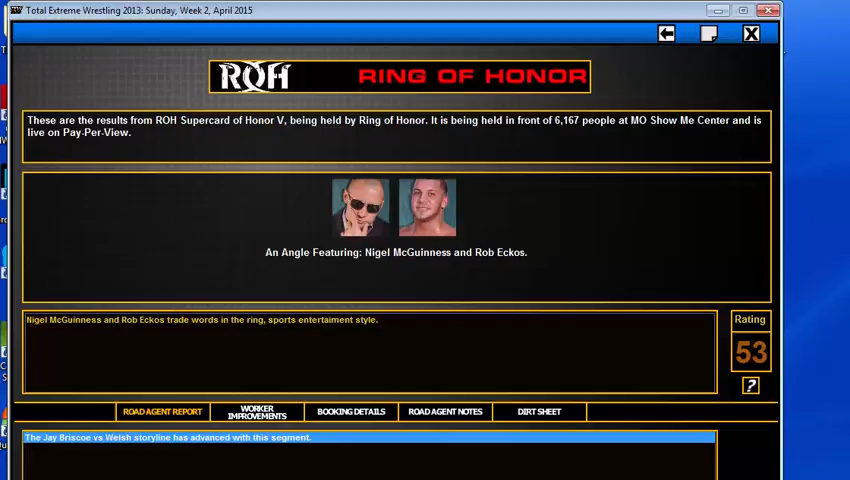 Total Extreme Wrestling 2013: Sunday, Week 2, April 2015
ROH RING OF HONOR
These are the results from ROH Supercard of Honor V, being held by Ring of Honor. It is being held in front of 6,167 people at MO Show Me Center and is
live on Pay-Per-View.
An Angle Featuring: Nigel McGuinness and Rob Eckos.
Nigel McGuinness and Rob Eckos trade words in the ring, sports entertaiment style.
Rating
53
?
ROAD AGENT REPORT
WORKER
IMPROVEMENTS
BOOKING DETAILS
ROAD AGENT NOTES
DIRT SHEET
The Jay Briscoe vs Welsh storyline has advanced with this segment.